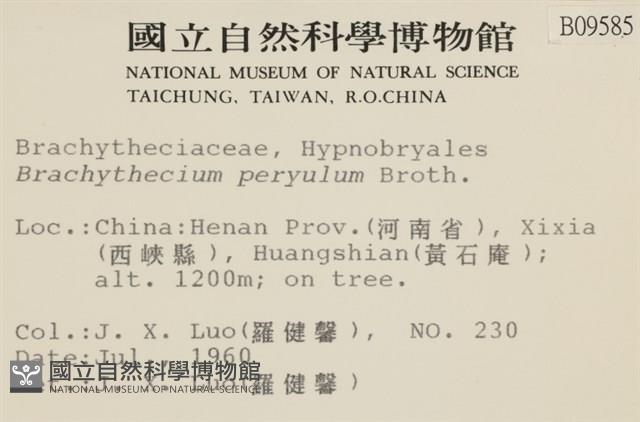 國立自然科學博物館
B09585
NATIONAL MUSEUM OF NATURAL SCIENCE
TAICHUNG, TAIWAN, R.O.CHINA
Brachytheciaceae, Hypnobryales
Brachythecium peryulum Broth.
Loc.:China:Henan Prov.(河南省), Xixia
(西峽縣), Huangshian(黃石庵);
alt. 1200m; on tree.
Col.:J. X. Luo(羅健馨), NO. 230
Date:Jul., 1960
J. X. Luo(羅健馨)
國立自然科學博物館
NATIONAL MUSEUM OF NATURAL SCIENCE